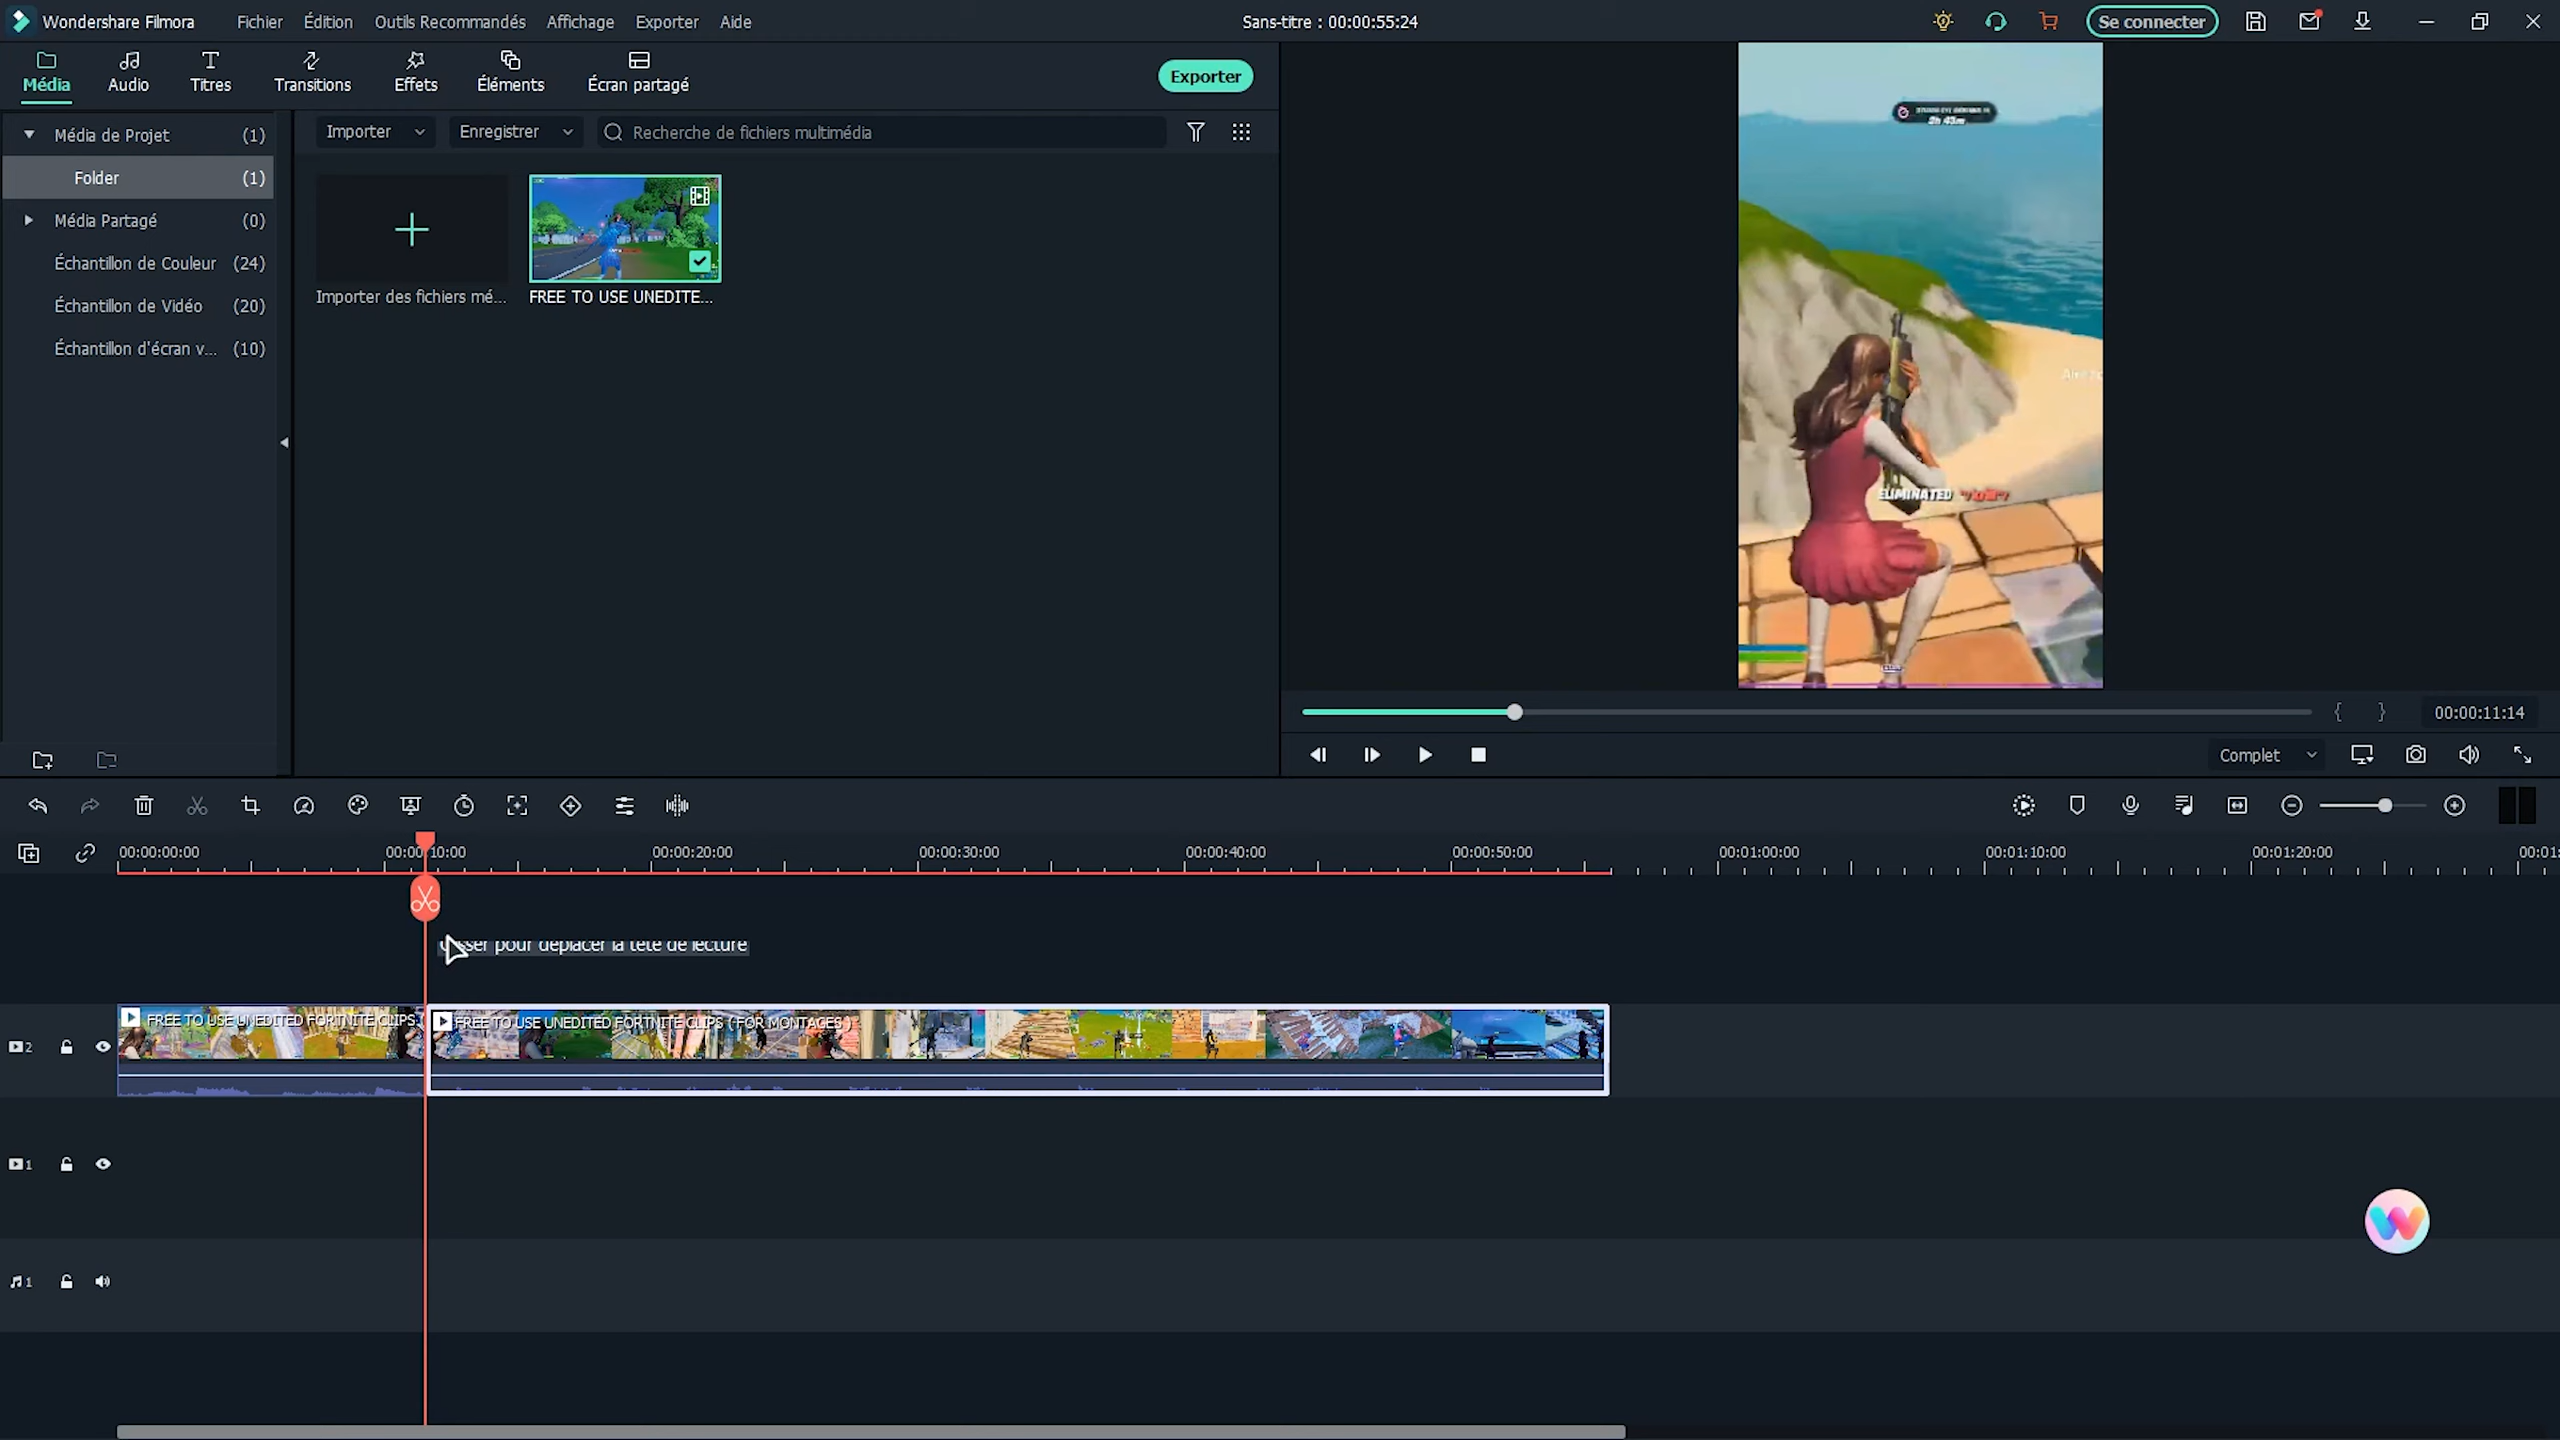 Wondershare Filmora
Fichier
Édition
Outils Recommandés
Affichage
Exporter
Aide
Sans-titre : 00:00:55:24
Se connecter
Média
Audio
Titres
Transitions
Effets
Éléments
Écran partagé
Exporter
Média de Projet (1)
Folder (1)
Média Partagé (0)
Échantillon de Couleur (24)
Échantillon de Vidéo (20)
Échantillon d'écran v... (10)
Importer
Enregistrer
Recherche de fichiers multimédia
Importer des fichiers mé...
FREE TO USE UNEDITE...
ELIMINATED
00:00:11:14
Complet
00:00:00:00
00:00:10:00
00:00:20:00
00:00:30:00
00:00:40:00
00:00:50:00
00:01:00:00
00:01:10:00
00:01:20:00
00:01:
pour déplacer la tête de lecture
FREE TO USE UNEDITED FORTNITE CLIPS (
FREE TO USE UNEDITED FORTNITE CLIPS ( FOR MONTAGES )
2
1
1